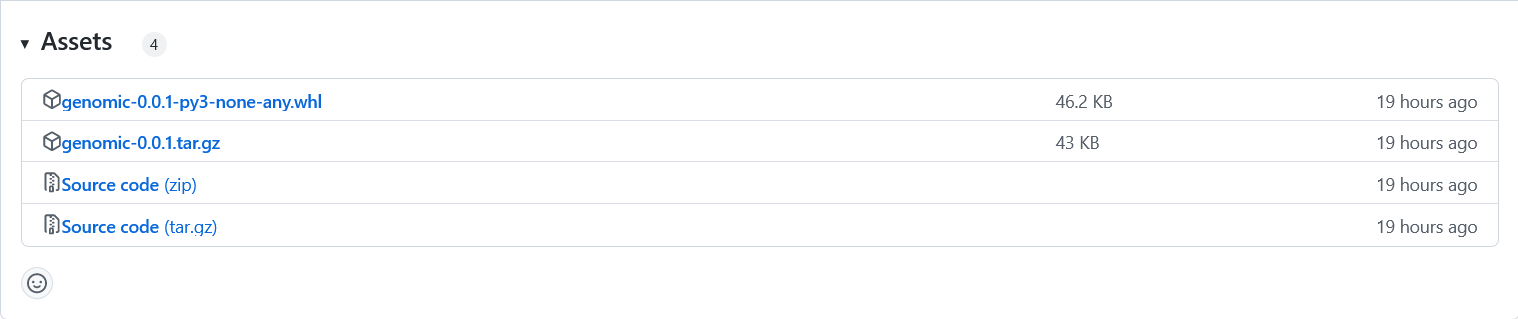 Assets 4
genomic-0.0.1-py3-none-any.whl 46.2 KB 19 hours ago
genomic-0.0.1.tar.gz 43 KB 19 hours ago
Source code (zip) 19 hours ago
Source code (tar.gz) 19 hours ago